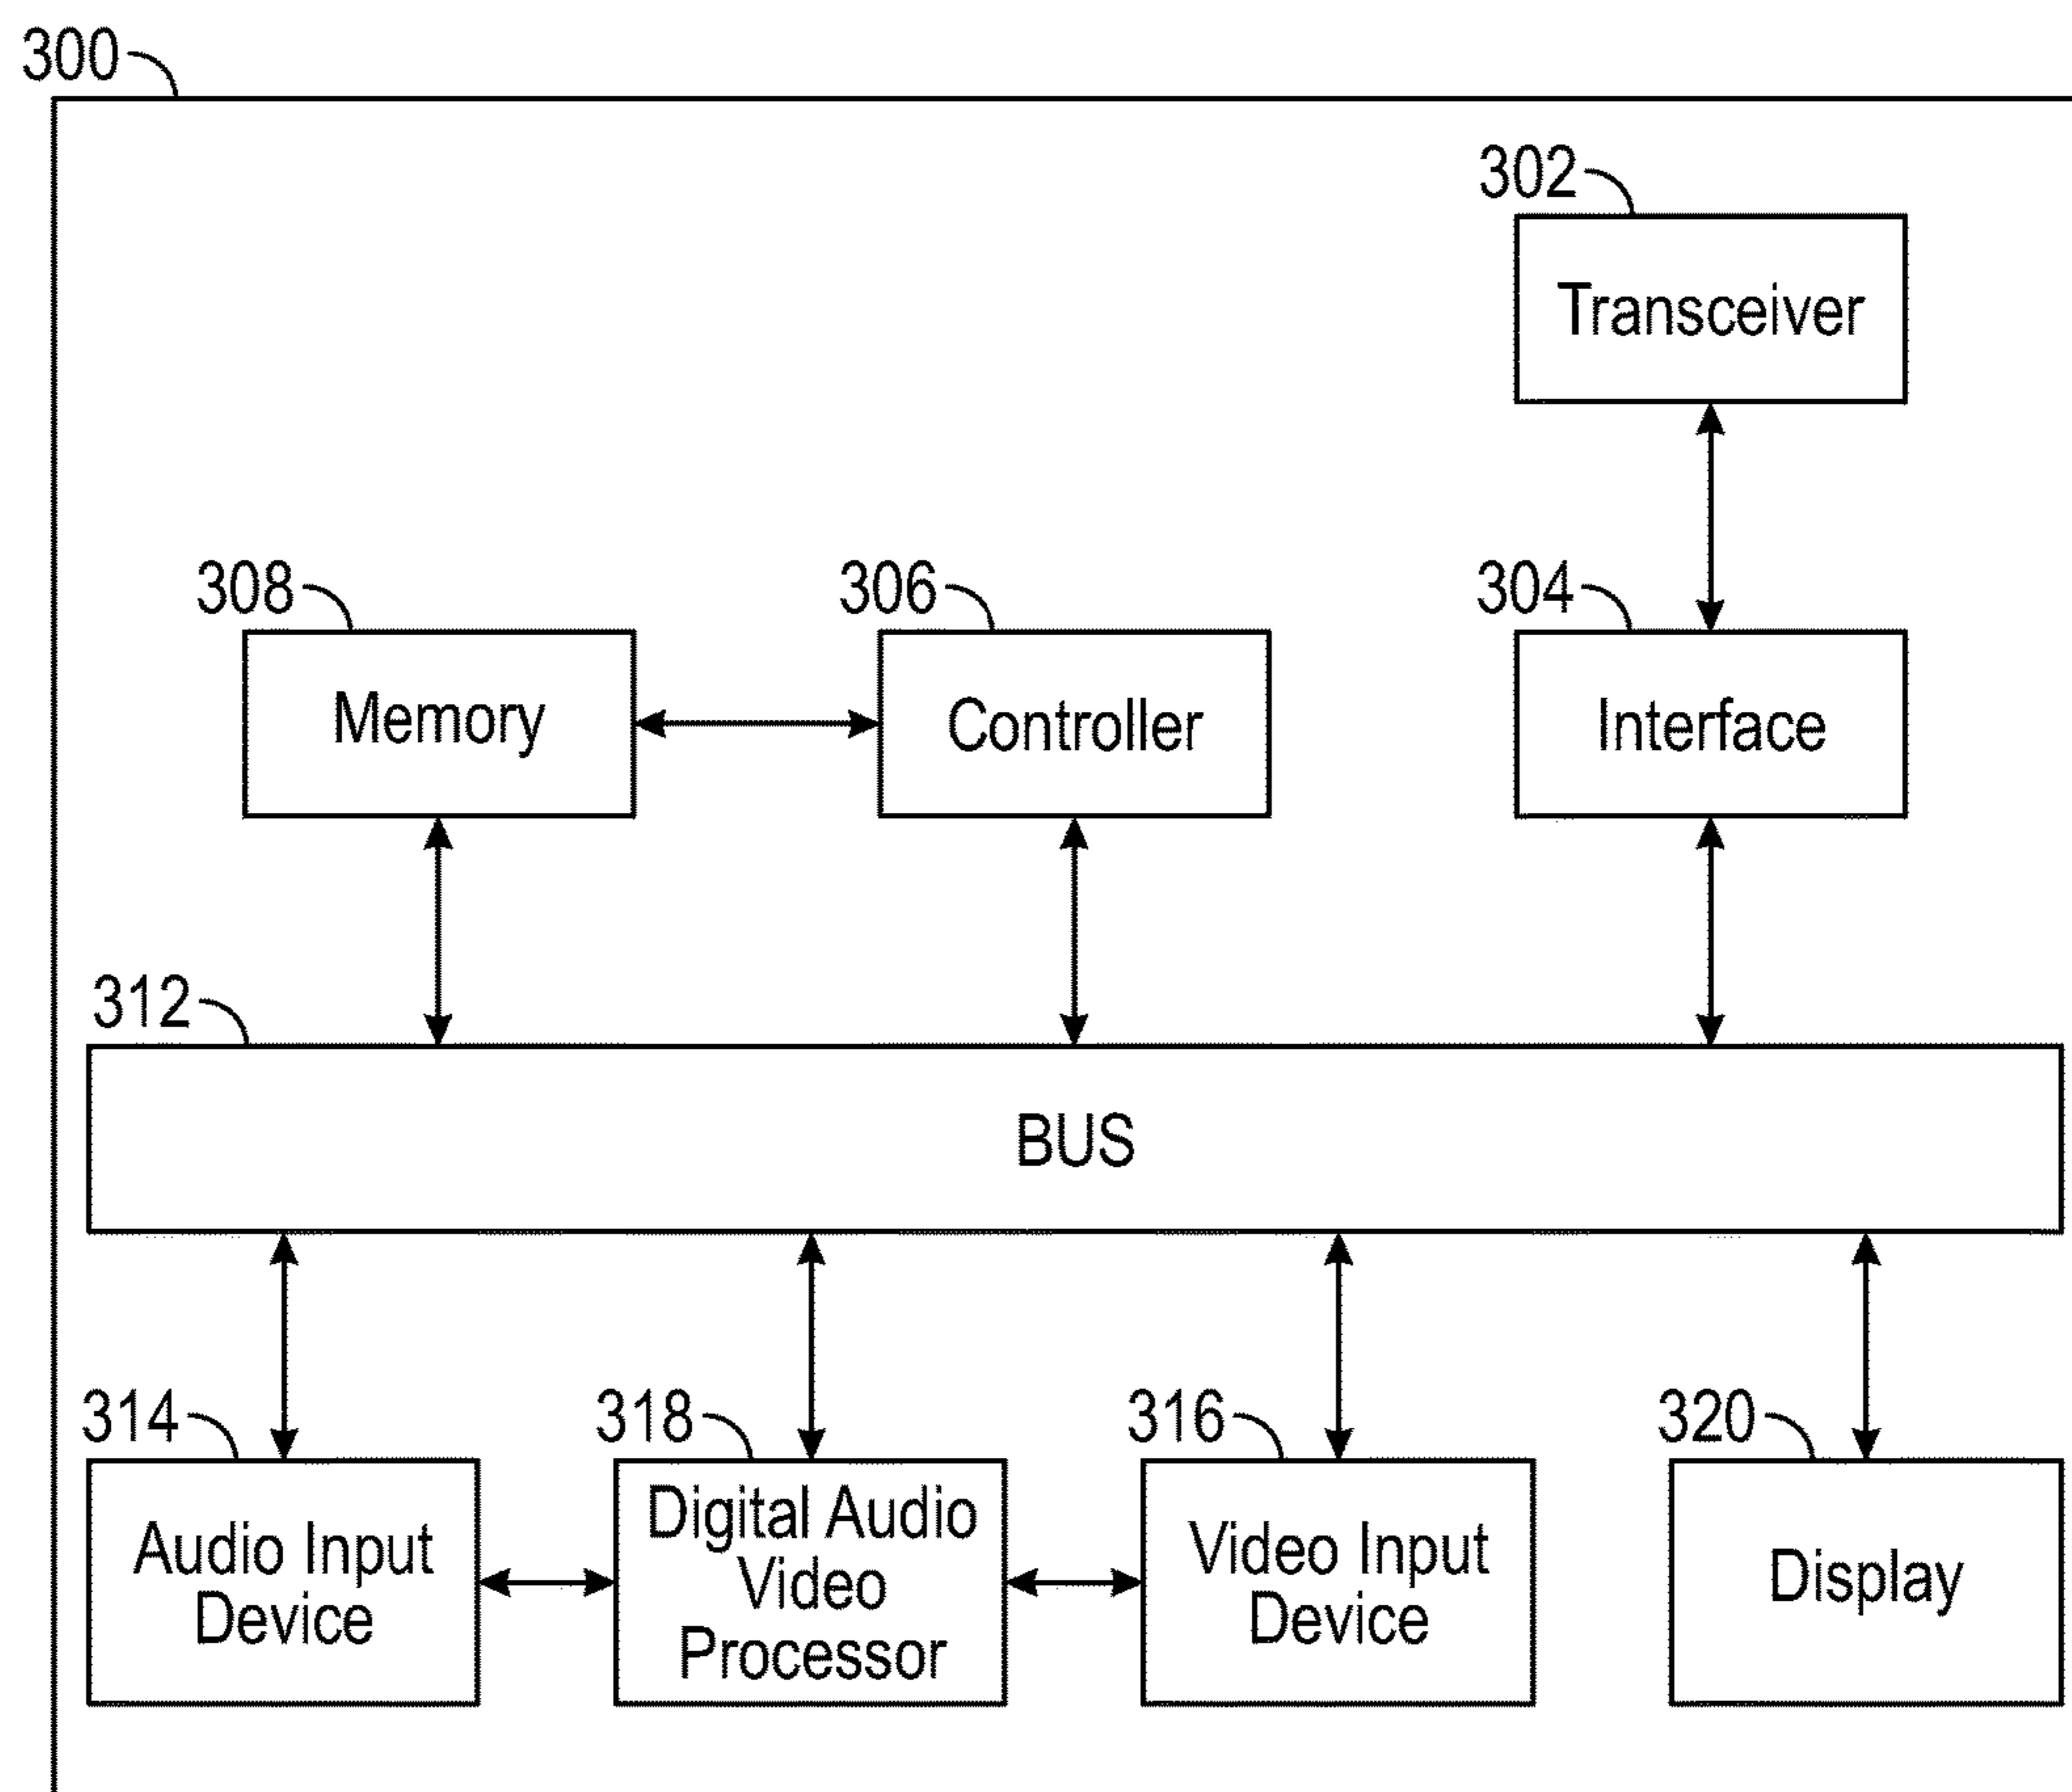 300
302
Transceiver
308
306
304
Memory
Controller
Interface
312
BUS
314
318
316
320
Audio Input
Device
Digital Audio
Video
Processor
Video Input
Device
Display